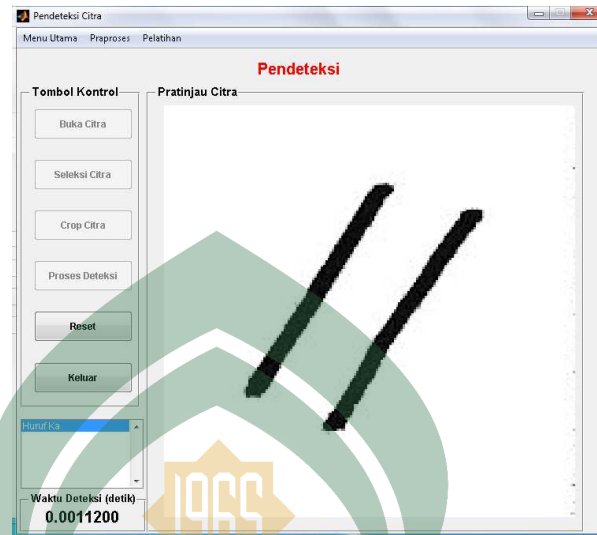 Pendeteksi Citra
Menu Utama Praproses Pelatihan
Pendeteksi
Tombol Kontrol
Buka Citra
Seleksi Citra
Crop Citra
Proses Deteksi
Reset
Keluar
Huruf Ka
Waktu Deteksi (detik)
0.0011200
Pratinjau Citra
1969